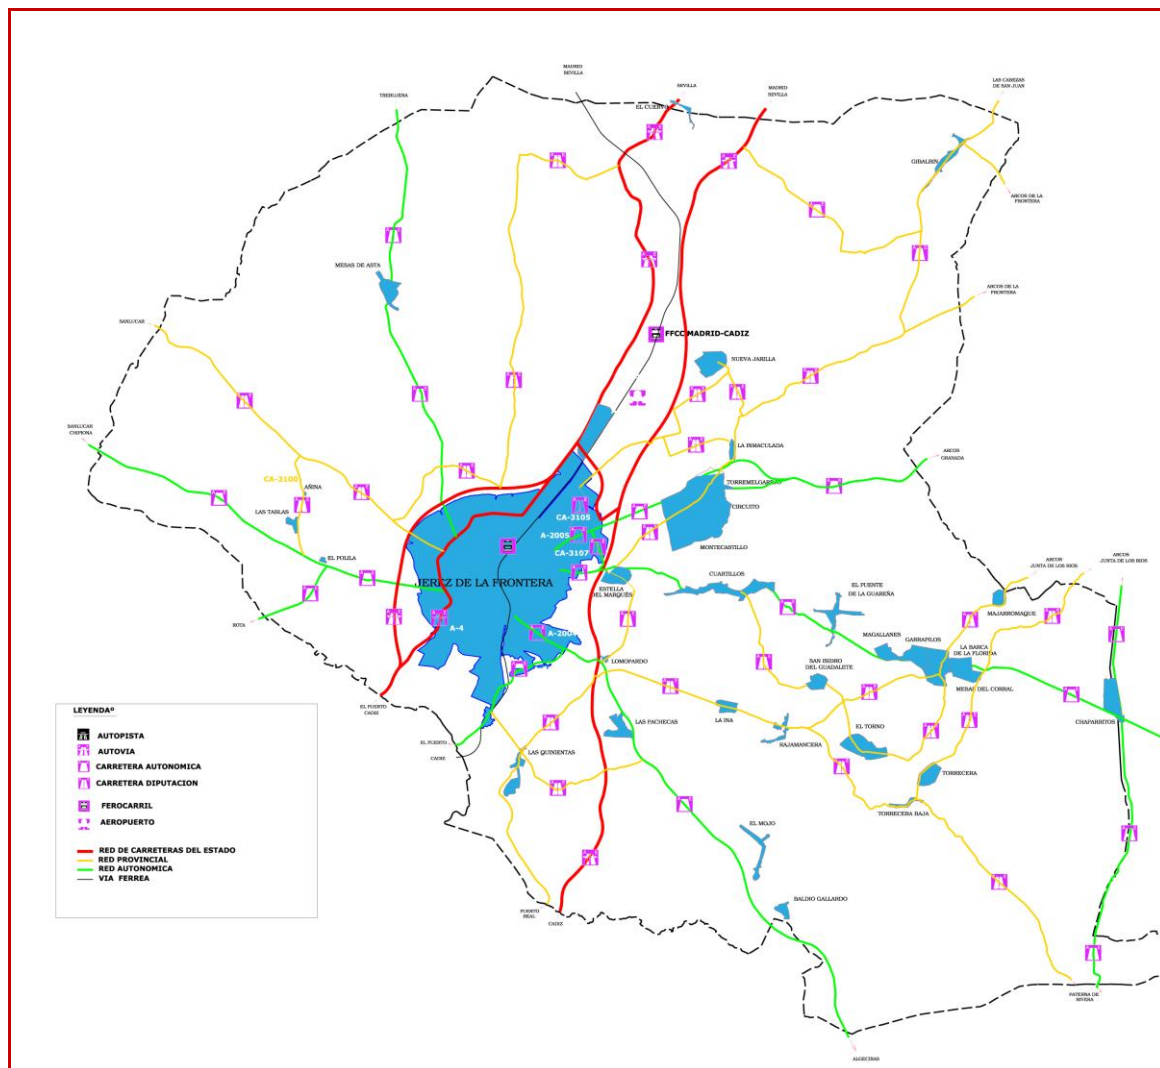 MADRID
SEVILLA
SEVILLA
MADRID
SEVILLA
LAS CABEZAS
DE SAN JUAN
TREBUJENA
EL CUERVO
GIBALBIN
ARCOS DE LA
FRONTERA
MESAS DE ASTA
ARCOS DE LA
FRONTERA
SANLUCAR
FFCC MADRID-CADIZ
NUEVA JARILLA
SANLUCAR
CHIPIONA
LA INMACULADA
ARCOS
GRANADA
CA-3100
AÑINA
TORREMELGAREJO
LAS TABLAS
CA-3105
CIRCUITO
A-2005
MONTECASTILLO
CA-3107
EL POLILA
ARCOS
JUNTA DE LOS RIOS
ARCOS
JUNTA DE LOS RIOS
JEREZ DE LA FRONTERA
ESTELLA
DEL MARQUÉS
CUARTILLOS
EL PUENTE
DE LA GUAREÑA
MAJARROMAQUE
ROTA
A-4
A-200
MAGALLANES
GARRAPILOS
LA BARCA
DE LA FLORIDA
LOMOPARDO
SAN ISIDRO
DEL GUADALETE
MESAS DEL CORRAL
EL PUERTO
CADIZ
LAS PACHECAS
LA INA
EL TORNO
CHAPARRITOS
RAJAMANCERA
EL PUERTO
CADIZ
LAS QUINIENTAS
TORRECERA
TORRECERA BAJA
EL MOJO
BALDIO GALLARDO
PUERTO
REAL
CADIZ
PATERNA DE
RIVERA
ALGECIRAS
LEYENDAº
AUTOPISTA
AUTOVIA
CARRETERA AUTONOMICA
CARRETERA DIPUTACION
FEROCARRIL
AEROPUERTO
RED DE CARRETERAS DEL ESTADO
RED PROVINCIAL
RED AUTONOMICA
VIA FERREA